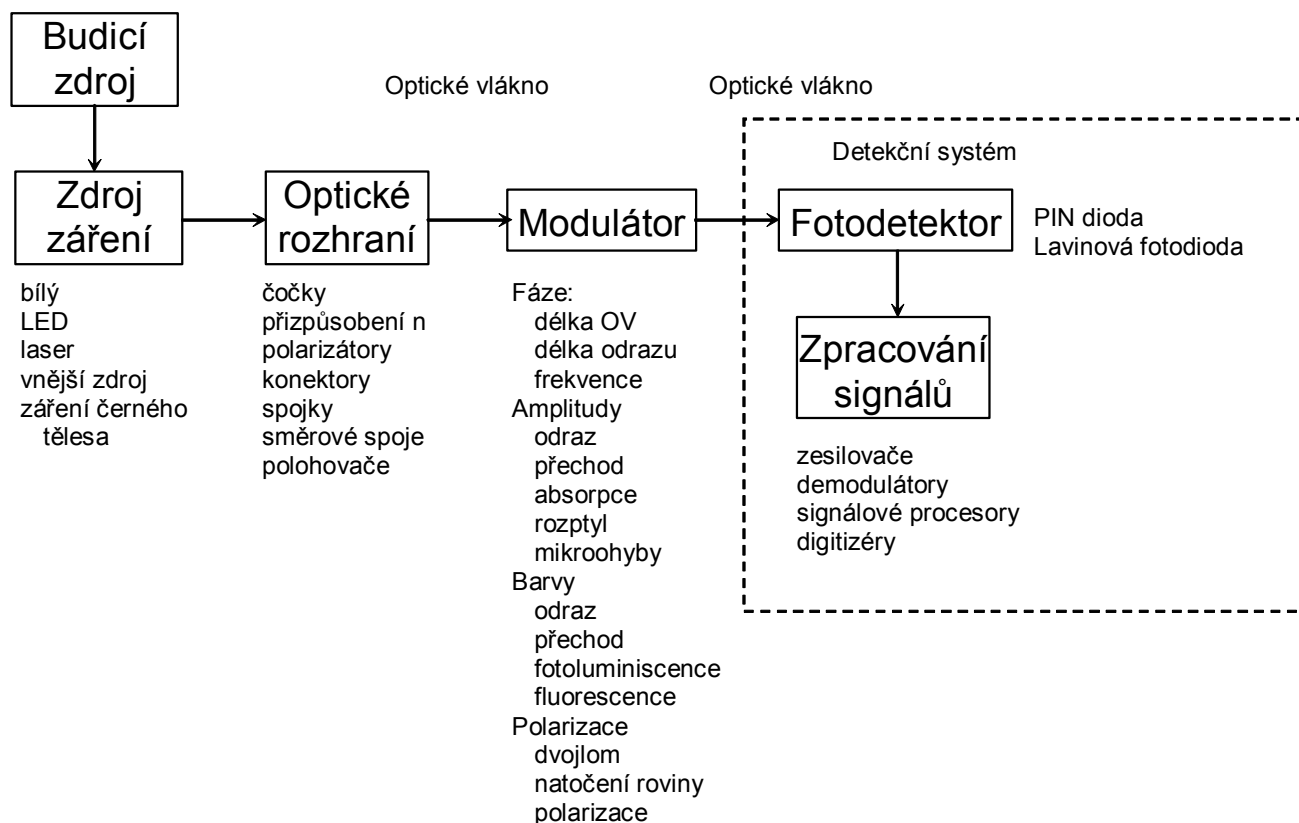 Budicí
zdroj
Optické vlákno
Optické vlákno
Detekční systém
Zdroj
záření
Optické
rozhraní
Modulátor
Fotodetektor
PIN dioda
Lavinová fotodioda
bílý
LED
laser
vnější zdroj
záření černého
tělesa
čočky
přizpůsobení n
polarizátory
konektory
spojky
směrové spoje
polohovače
Fáze:
délka OV
délka odrazu
frekvence
Amplitudy
odraz
přechod
absorpce
rozptyl
mikroohyby
Barvy
odraz
přechod
fotoluminiscence
fluorescence
Polarizace
dvojlom
natočení roviny
polarizace
Zpracování
signálů
zesilovače
demodulátory
signálové procesory
digitizéry